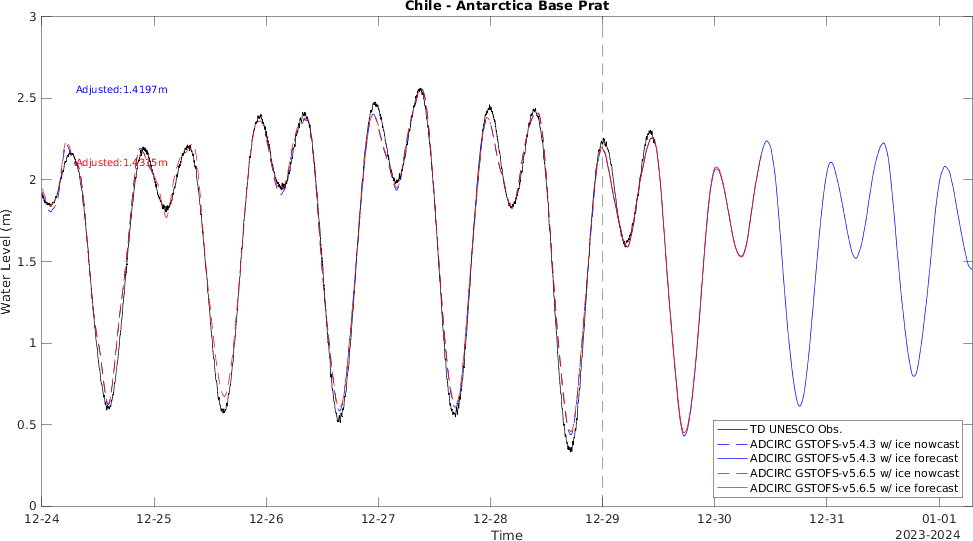 Chile - Antarctica Base Prat
3
2.5
2
1.5
1
0.5
0
Water Level (m)
Adjusted:1.4197m
Adjusted:1.4335m
TD UNESCO Obs.
ADCIRC GSTOFS-v5.4.3 w/ ice nowcast
ADCIRC GSTOFS-v5.4.3 w/ ice forecast
ADCIRC GSTOFS-v5.6.5 w/ ice nowcast
ADCIRC GSTOFS-v5.6.5 w/ ice forecast
12-24 12-25 12-26 12-27 12-28 12-29 12-30 12-31 01-01
Time
2023-2024